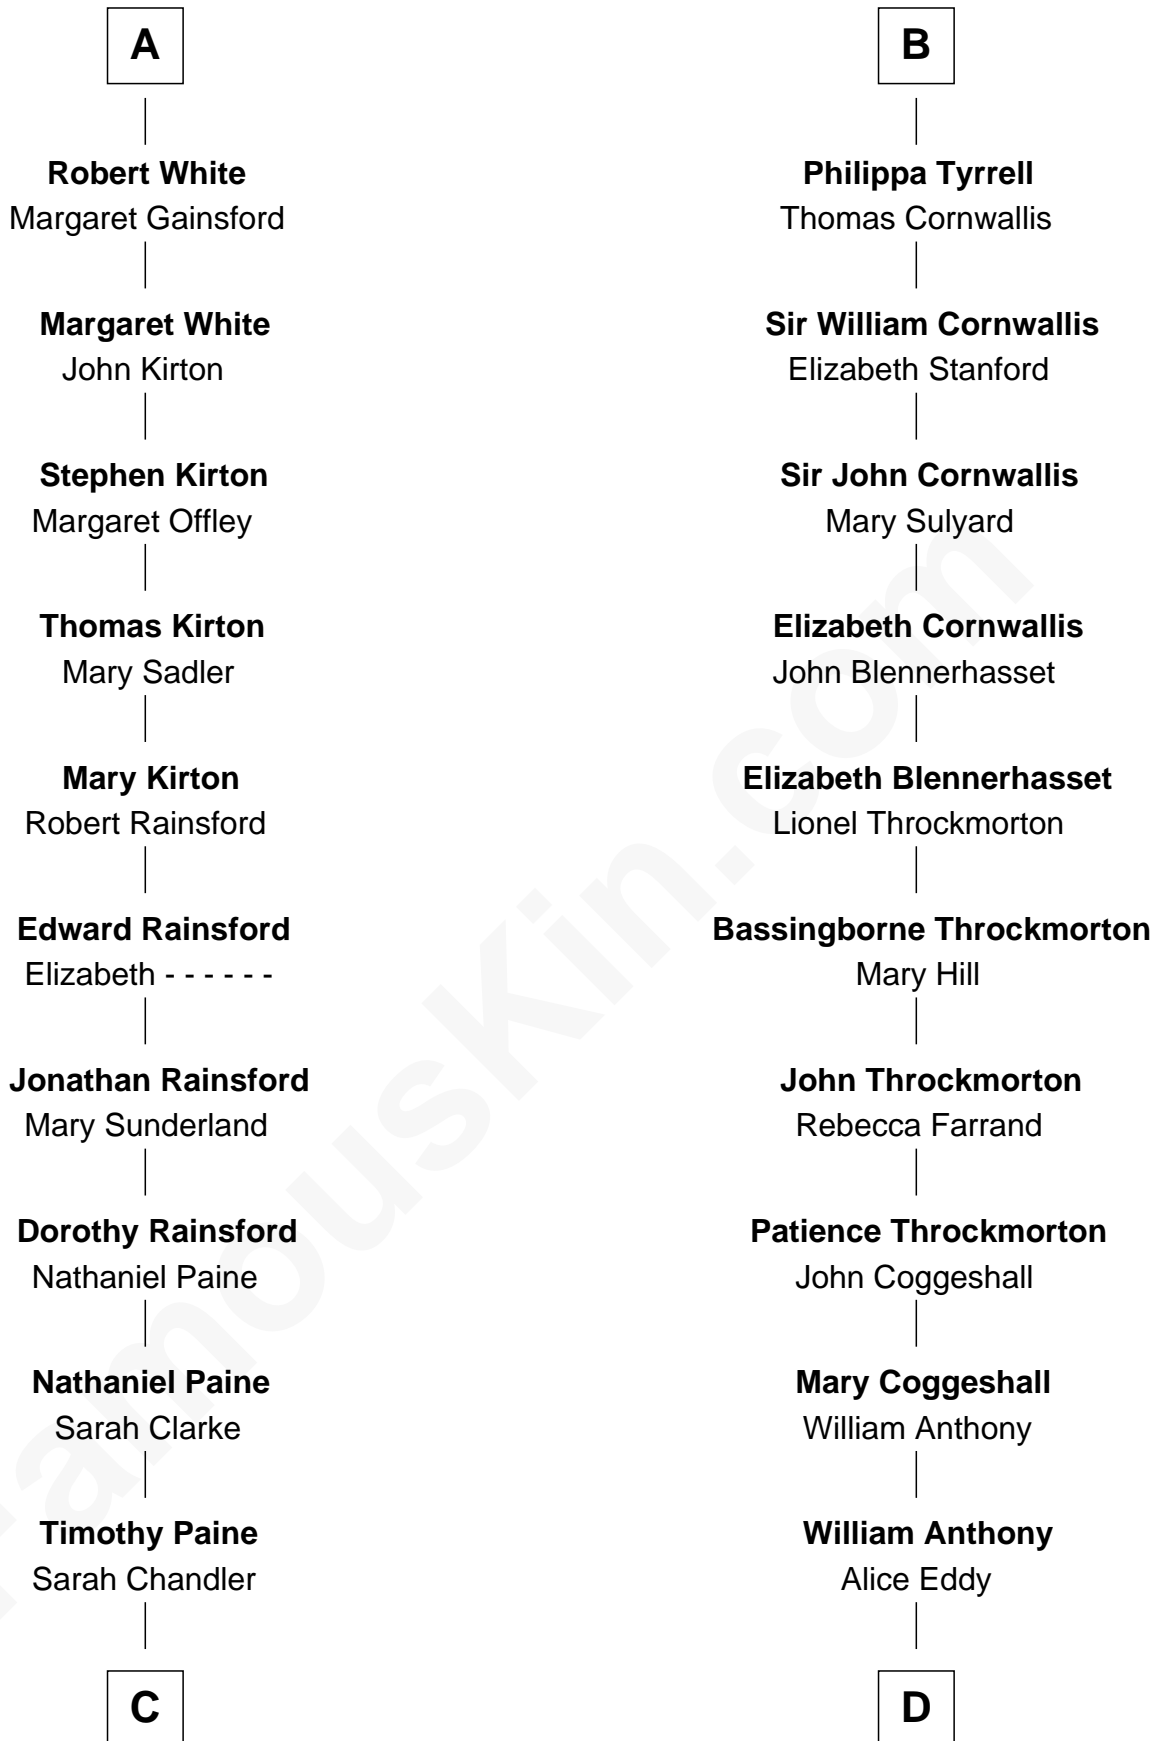 A
Robert White
Margaret Gainsford
Margaret White
John Kirton
Stephen Kirton
Margaret Offley
Thomas Kirton
Mary Sadler
Mary Kirton
Robert Rainsford
Edward Rainsford
Elizabeth - - - - - -
Jonathan Rainsford
Mary Sunderland
Dorothy Rainsford
Nathaniel Paine
Nathaniel Paine
Sarah Clarke
Timothy Paine
Sarah Chandler
C
B
Philippa Tyrrell
Thomas Cornwallis
Sir William Cornwallis
Elizabeth Stanford
Sir John Cornwallis
Mary Sulyard
Elizabeth Cornwallis
John Blennerhasset
Elizabeth Blennerhasset
Lionel Throckmorton
Bassingborne Throckmorton
Mary Hill
John Throckmorton
Rebecca Farrand
Patience Throckmorton
John Coggeshall
Mary Coggeshall
William Anthony
William Anthony
Alice Eddy
D
FamousKin.com